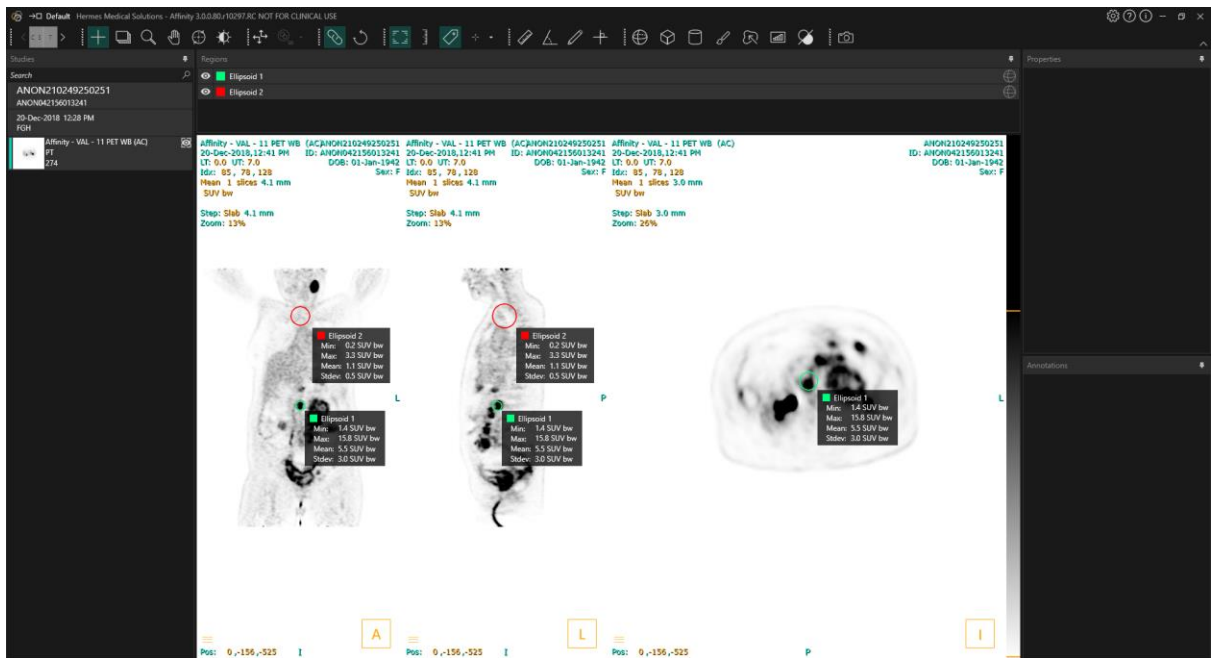 Default Hermes Medical Solutions - Affinity 3.0.0.80.r10297.RC NOT FOR CLINICAL USE
C S T
Studies
Search
ANON210249250251
ANON042156013241
20-Dec-2018 12:28 PM
FGH
Affinity - VAL - 11 PET WB (AC)
PT
274
Regions
Ellipsoid 1
Ellipsoid 2
Properties
Annotations
Affinity - VAL - 11 PET WB (AC)ANON210249250251
20-Dec-2018,12:41 PM ID: ANON042156013241
LT: 0.0 UT: 7.0 DOB: 01-Jan-1942
Idx: 85, 78, 128 Sex: F
Mean 1 slices 4.1 mm
SUV bw
Step: Slab 4.1 mm
Zoom: 13%
Ellipsoid 2
Min: 0.2 SUV bw
Max: 3.3 SUV bw
Mean: 1.1 SUV bw
Stdev: 0.5 SUV bw
L
Ellipsoid 1
Min: 1.4 SUV bw
Max: 15.8 SUV bw
Mean: 5.5 SUV bw
Stdev: 3.0 SUV bw
A
Pos: 0,-156,-525 I
Affinity - VAL - 11 PET WB (AC)ANON210249250251
20-Dec-2018,12:41 PM ID: ANON042156013241
LT: 0.0 UT: 7.0 DOB: 01-Jan-1942
Idx: 85, 78, 128 Sex: F
Mean 1 slices 4.1 mm
SUV bw
Step: Slab 4.1 mm
Zoom: 13%
Ellipsoid 2
Min: 0.2 SUV bw
Max: 3.3 SUV bw
Mean: 1.1 SUV bw
Stdev: 0.5 SUV bw
P
Ellipsoid 1
Min: 1.4 SUV bw
Max: 15.8 SUV bw
Mean: 5.5 SUV bw
Stdev: 3.0 SUV bw
L
Pos: 0,-156,-525 I
Affinity - VAL - 11 PET WB (AC) ANON210249250251
20-Dec-2018,12:41 PM ID: ANON042156013241
LT: 0.0 UT: 7.0 DOB: 01-Jan-1942
Idx: 85, 78, 128 Sex: F
Mean 1 slices 3.0 mm
SUV bw
Step: Slab 3.0 mm
Zoom: 26%
L
Ellipsoid 1
Min: 1.4 SUV bw
Max: 15.8 SUV bw
Mean: 5.5 SUV bw
Stdev: 3.0 SUV bw
I
Pos: 0,-156,-525 P